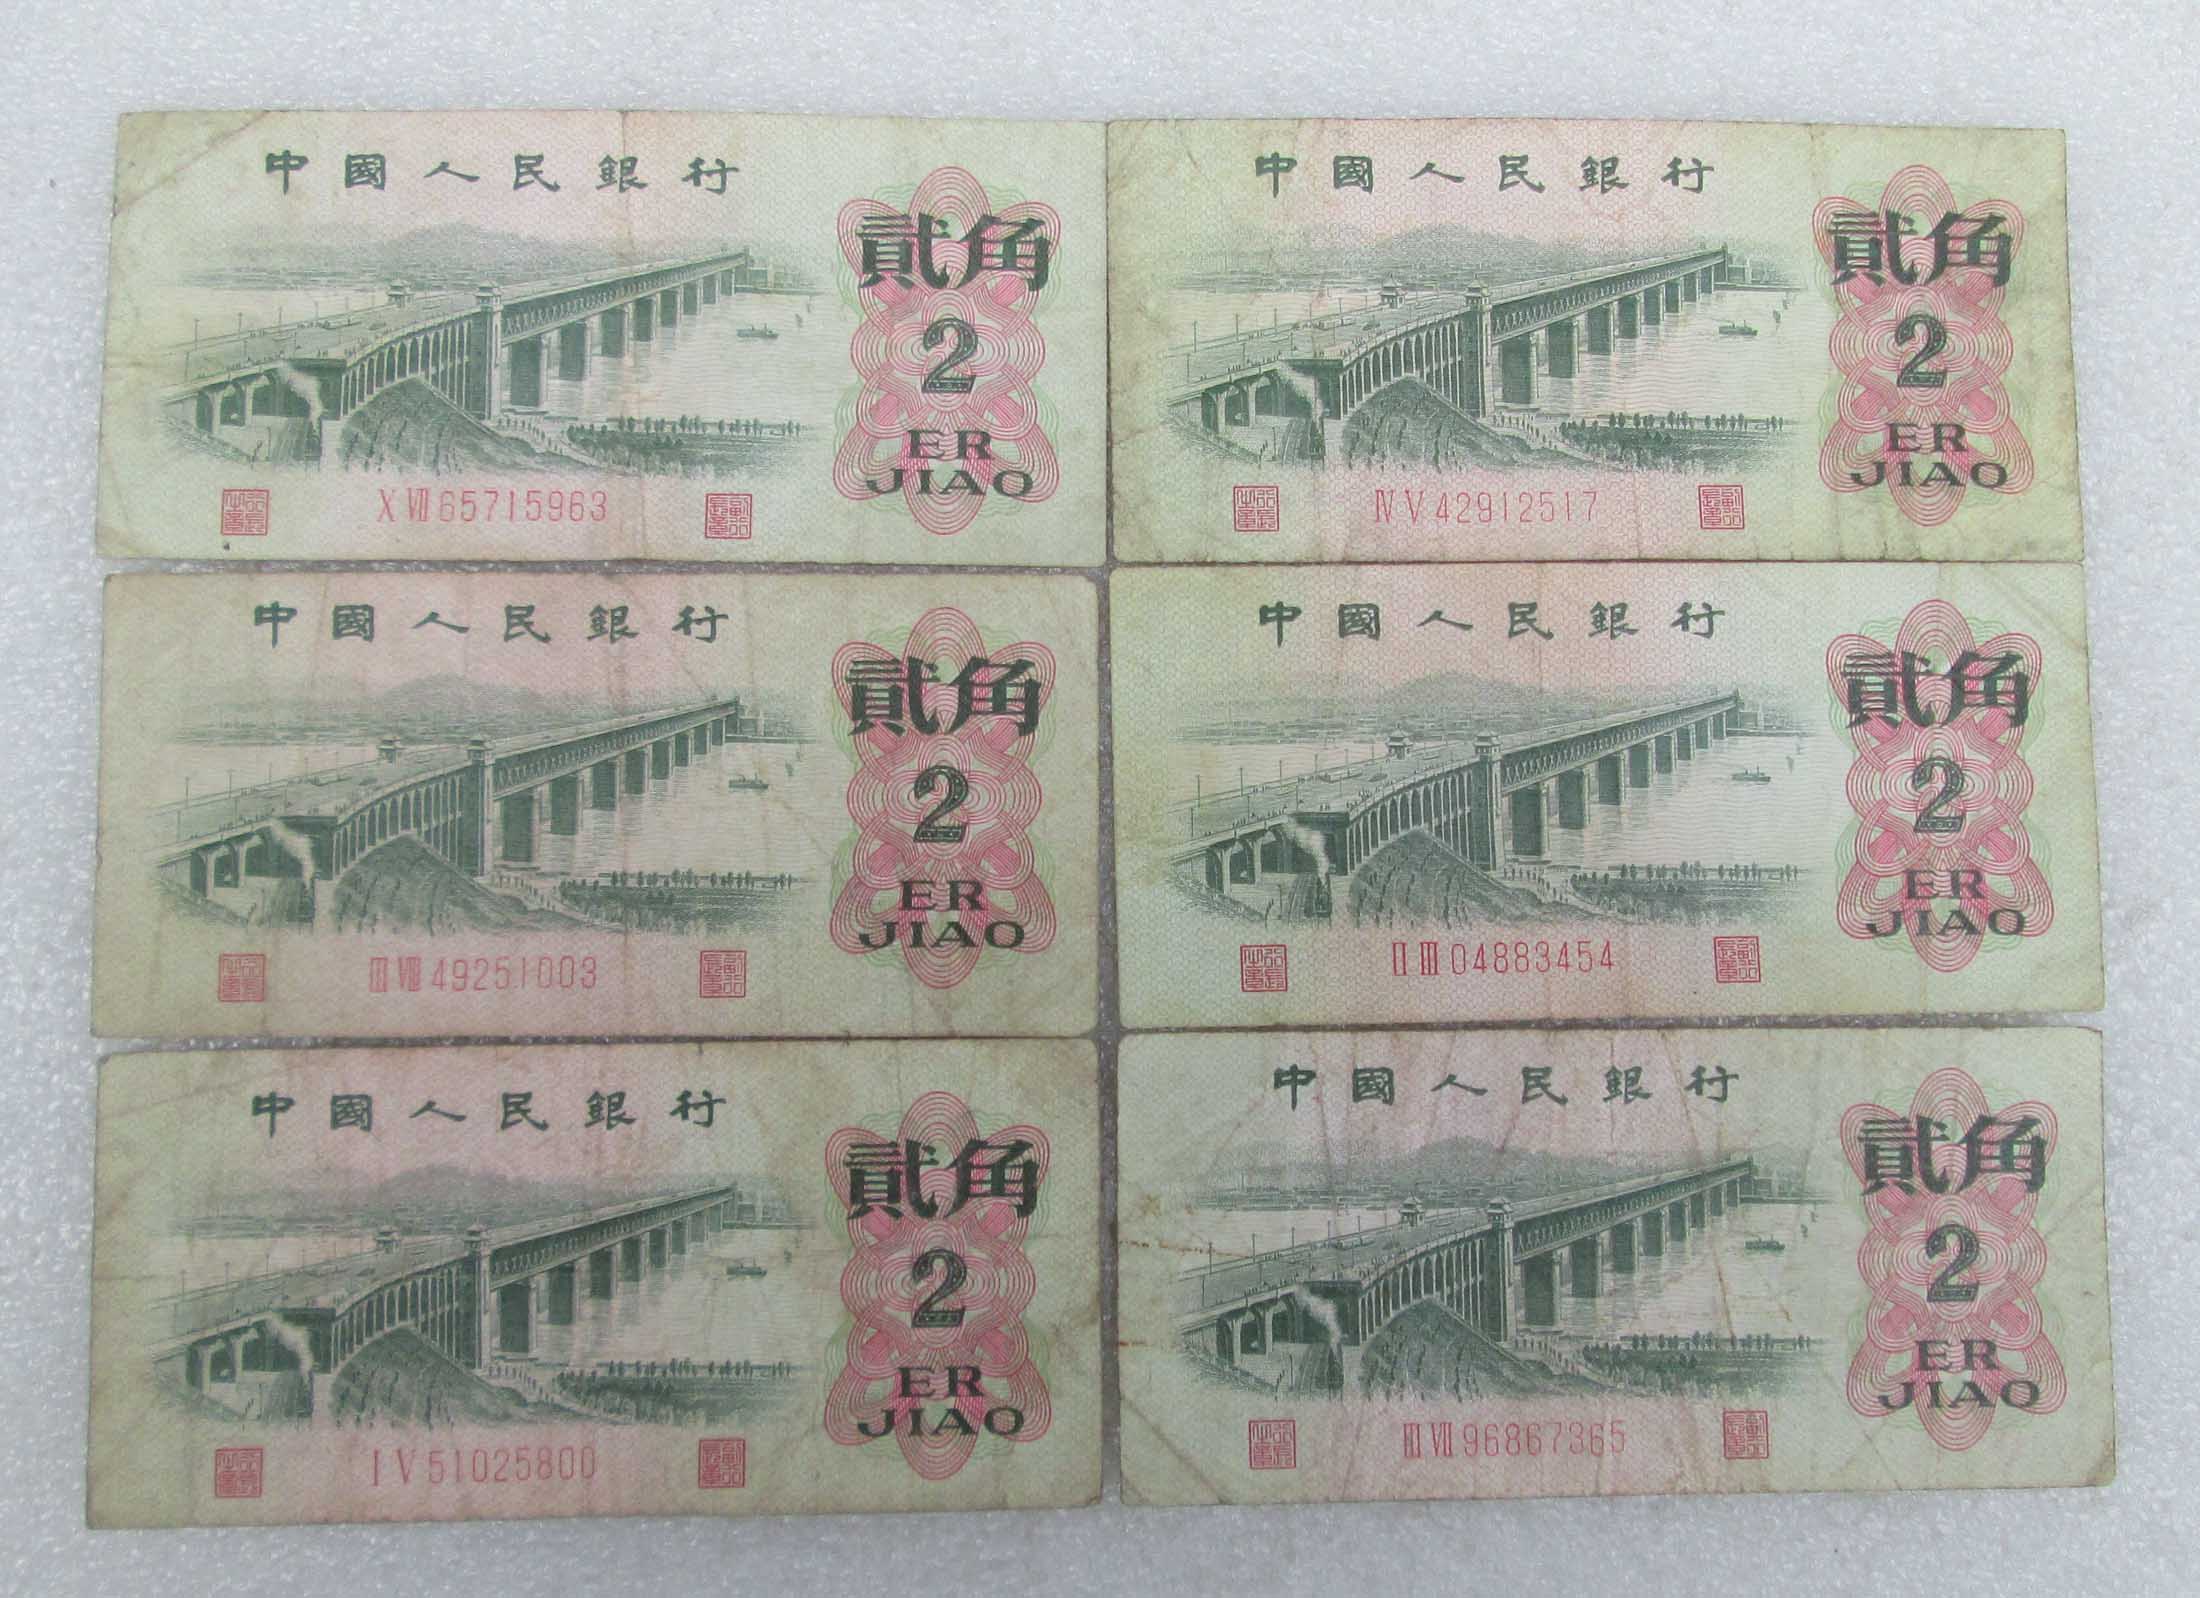 中國人民銀行
貳角
2
ER
JIAO
X VII 65715963
中國人民銀行
貳角
2
ER
JIAO
IV V 42912517
中國人民銀行
貳角
2
ER
JIAO
III VIII 49251003
中國人民銀行
貳角
2
ER
JIAO
II III 04883454
中國人民銀行
貳角
2
ER
JIAO
I V 51025800
中國人民銀行
貳角
2
ER
JIAO
III VII 96867365